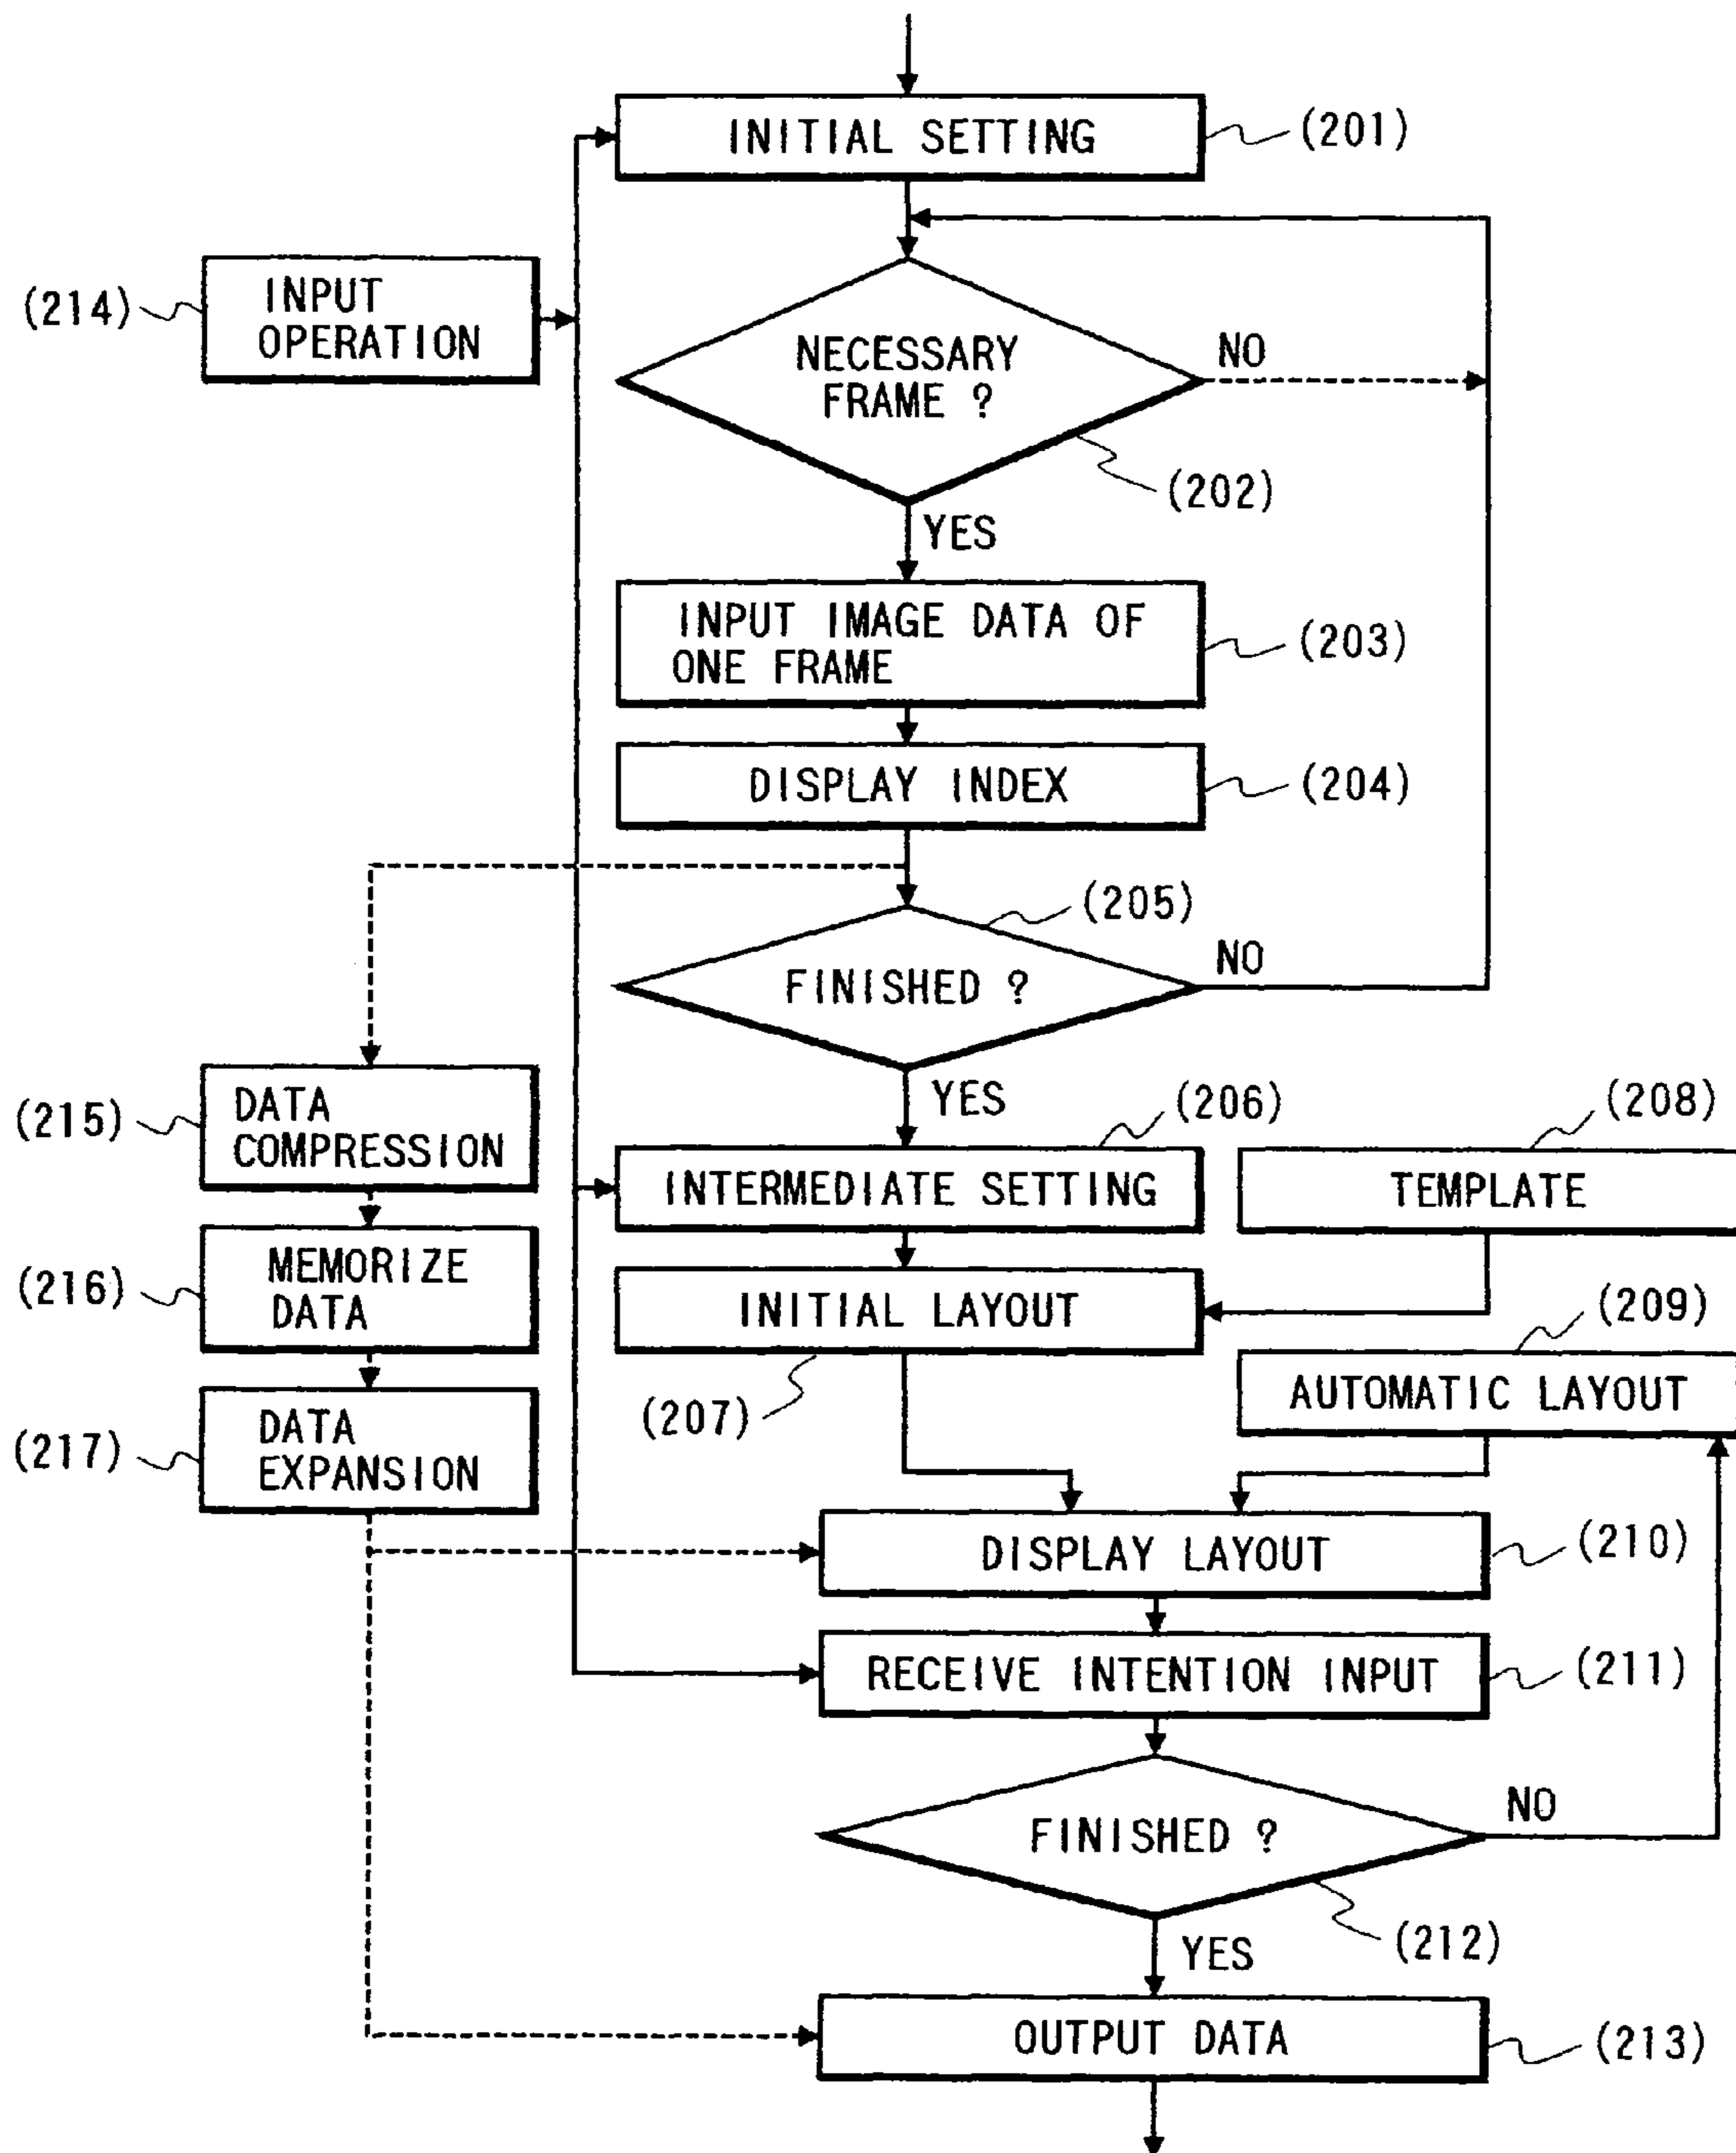 INITIAL SETTING
(201)
(214)
INPUT
OPERATION
NECESSARY
FRAME ?
NO
(202)
YES
INPUT IMAGE DATA OF
ONE FRAME
(203)
DISPLAY INDEX
(204)
(205)
FINISHED ?
NO
YES
(215)
DATA
COMPRESSION
(206)
(208)
INTERMEDIATE SETTING
TEMPLATE
(216)
MEMORIZE
DATA
INITIAL LAYOUT
(209)
(207)
AUTOMATIC LAYOUT
(217)
DATA
EXPANSION
DISPLAY LAYOUT
(210)
RECEIVE INTENTION INPUT
(211)
FINISHED ?
NO
(212)
YES
OUTPUT DATA
(213)